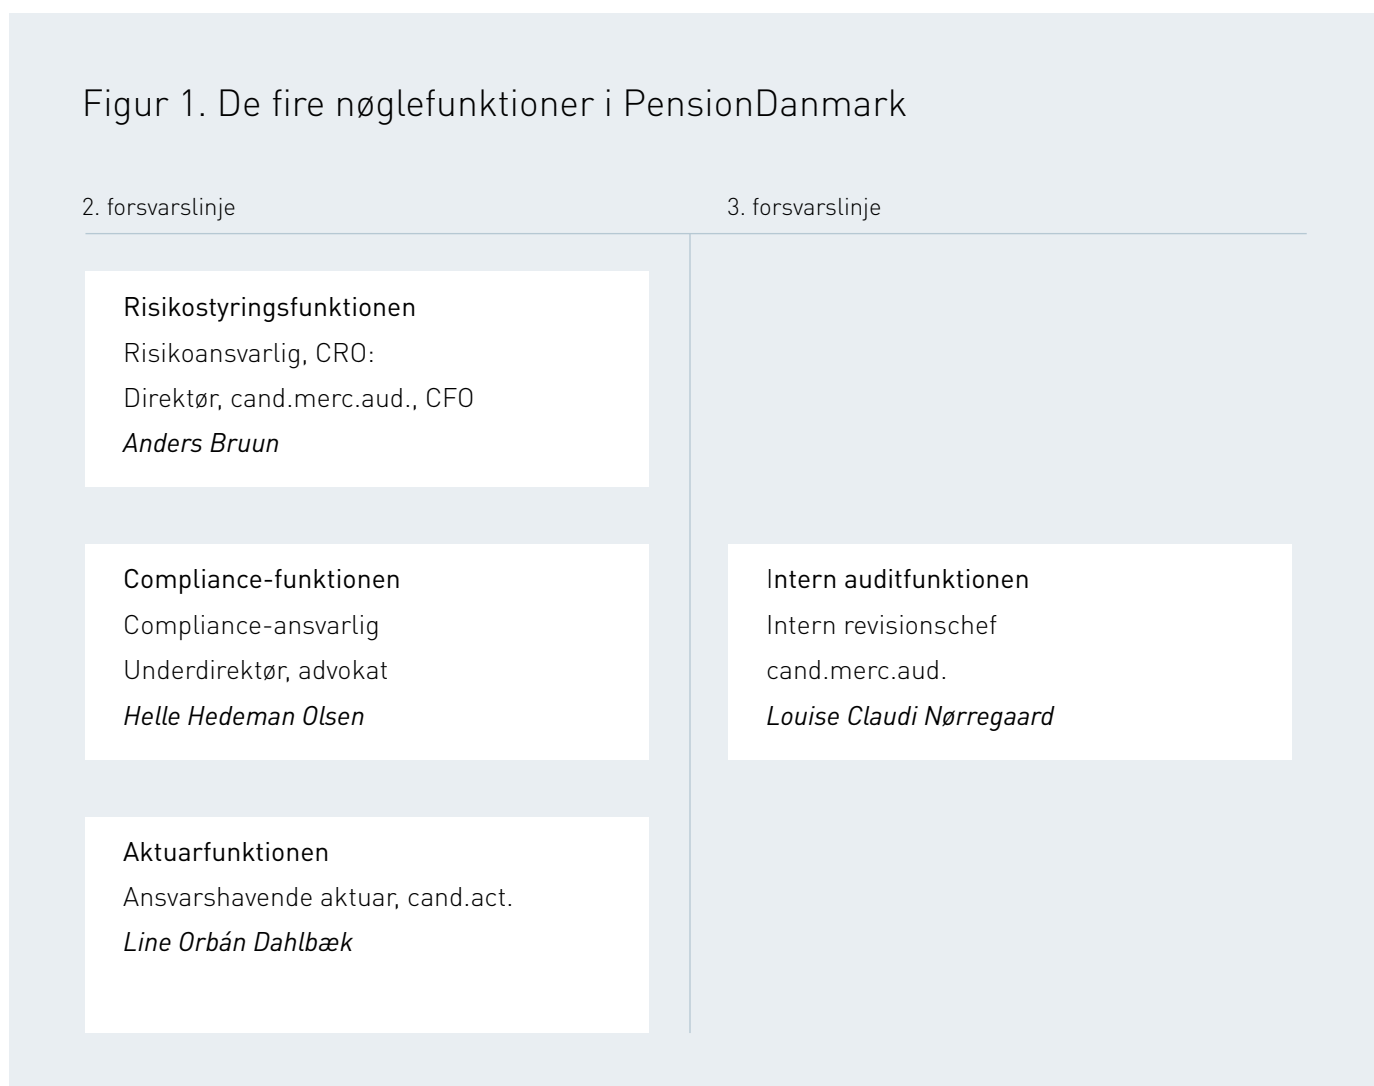 Figur 1. De fire nøglefunktioner i PensionDanmark
2. forsvarslinje
3. forsvarslinje
Risikostyringsfunktionen
Risikoansvarlig, CRO:
Direktør, cand.merc.aud., CFO
Anders Bruun
Compliance-funktionen
Compliance-ansvarlig
Underdirektør, advokat
Helle Hedeman Olsen
Aktuarfunktionen
Ansvarshavende aktuar, cand.act.
Line Orbán Dahlbæk
Intern auditfunktionen
Intern revisionschef
cand.merc.aud.
Louise Claudi Nørregaard